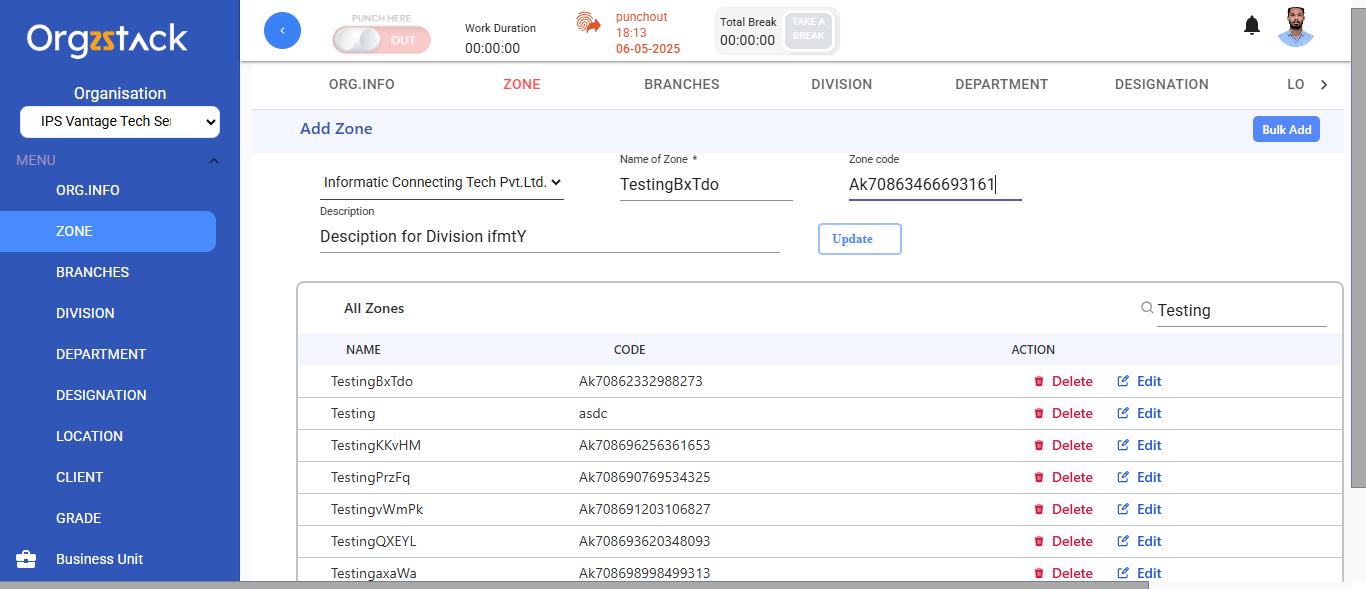 Orgzstack
Organisation
IPS Vantage Tech Ser
MENU
ORG.INFO
ZONE
BRANCHES
DIVISION
DEPARTMENT
DESIGNATION
LOCATION
CLIENT
GRADE
Business Unit
PUNCH HERE
OUT
Work Duration
00:00:00
punchout
18:13
06-05-2025
Total Break
00:00:00
TAKE A
BREAK
ORG.INFO ZONE BRANCHES DIVISION DEPARTMENT DESIGNATION LO
Add Zone
Bulk Add
Name of Zone *
Zone code
Informatic Connecting Tech Pvt.Ltd.
TestingBxTdo
Ak70863466693161
Description
Desciption for Division ifmtY
Update
All Zones
Testing
NAME CODE ACTION
TestingBxTdo Ak70862332988273 Delete Edit
Testing asdc Delete Edit
TestingKKvHM Ak708696256361653 Delete Edit
TestingPrzFq Ak708690769534325 Delete Edit
TestingvWmPk Ak708691203106827 Delete Edit
TestingQXEYL Ak708693620348093 Delete Edit
TestingaxaWa Ak708698998499313 Delete Edit